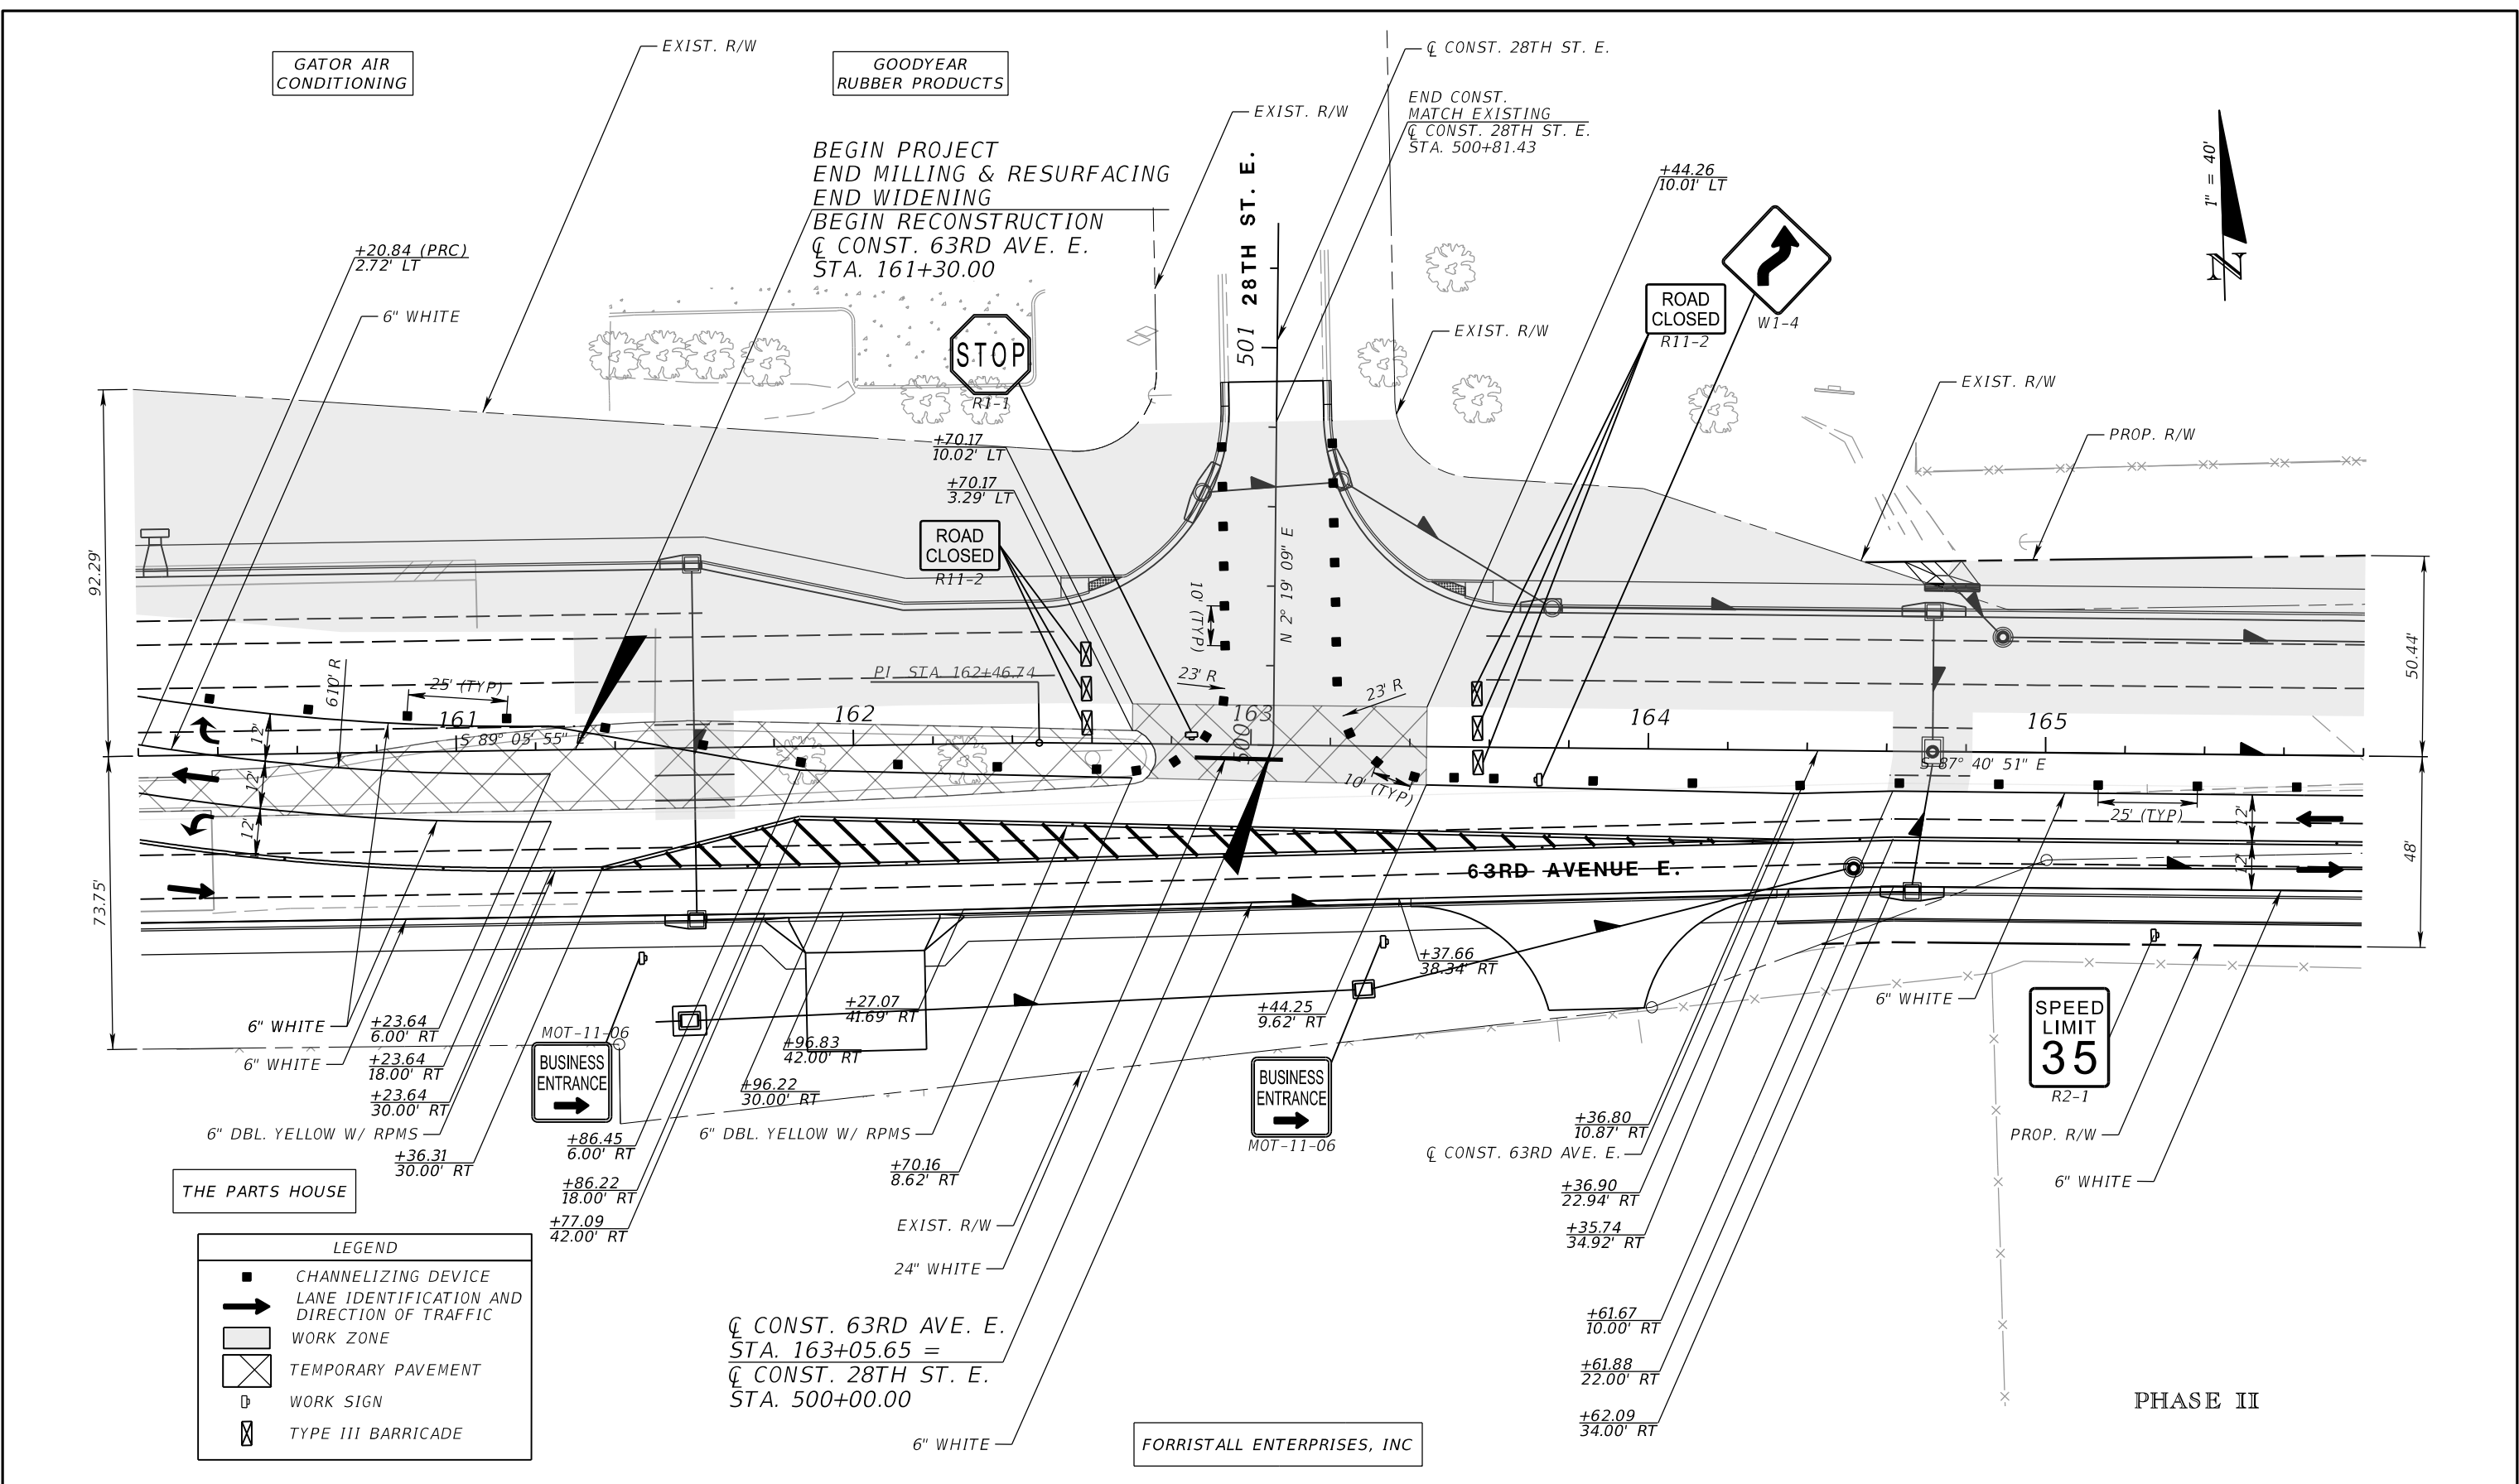 GATOR AIR
CONDITIONING
EXIST. R/W
GOODYEAR
RUBBER PRODUCTS
℄ CONST. 28TH ST. E.
EXIST. R/W
END CONST.
MATCH EXISTING
℄ CONST. 28TH ST. E.
STA. 500+81.43
1" = 40'
N
BEGIN PROJECT
END MILLING & RESURFACING
END WIDENING
BEGIN RECONSTRUCTION
℄ CONST. 63RD AVE. E.
STA. 161+30.00
28TH ST. E.
501
+44.26
10.01' LT
+20.84 (PRC)
2.72' LT
6" WHITE
STOP
R1-1
EXIST. R/W
ROAD
CLOSED
R11-2
W1-4
EXIST. R/W
PROP. R/W
+70.17
10.02' LT
+70.17
3.29' LT
ROAD
CLOSED
R11-2
92.29'
50.44'
10' (TYP)
N 2° 19' 09" E
610' R
25' (TYP)
PI STA. 162+46.74
23' R
23' R
161
162
163
164
165
500
S 89° 05' 55" E
S 87° 40' 51" E
12'
12'
12'
10' (TYP)
25' (TYP)
12'
12'
48'
73.75'
63RD AVENUE E.
+37.66
38.34' RT
+27.07
41.69' RT
+44.25
9.62' RT
6" WHITE
6" WHITE
6" WHITE
+23.64
6.00' RT
+23.64
18.00' RT
+23.64
30.00' RT
6" DBL. YELLOW W/ RPMS
+36.31
30.00' RT
MOT-11-06
BUSINESS
ENTRANCE
+96.83
42.00' RT
+96.22
30.00' RT
6" DBL. YELLOW W/ RPMS
+86.45
6.00' RT
+86.22
18.00' RT
+77.09
42.00' RT
+70.16
8.62' RT
BUSINESS
ENTRANCE
MOT-11-06
SPEED
LIMIT
35
R2-1
+36.80
10.87' RT
℄ CONST. 63RD AVE. E.
+36.90
22.94' RT
+35.74
34.92' RT
PROP. R/W
6" WHITE
THE PARTS HOUSE
EXIST. R/W
24" WHITE
LEGEND
CHANNELIZING DEVICE
LANE IDENTIFICATION AND
DIRECTION OF TRAFFIC
WORK ZONE
TEMPORARY PAVEMENT
WORK SIGN
TYPE III BARRICADE
℄ CONST. 63RD AVE. E.
STA. 163+05.65 =
℄ CONST. 28TH ST. E.
STA. 500+00.00
6" WHITE
+61.67
10.00' RT
+61.88
22.00' RT
+62.09
34.00' RT
FORRISTALL ENTERPRISES, INC
PHASE II